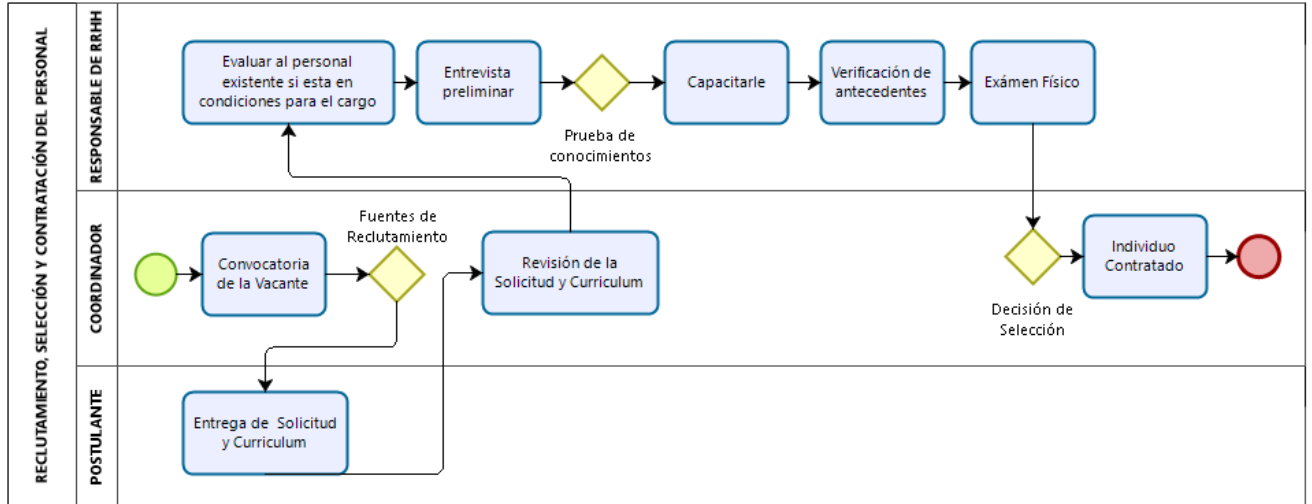 RECLUTAMIENTO, SELECCIÓN Y CONTRATACIÓN DEL PERSONAL
RESPONSABLE DE RRHH
Evaluar al personal
existente si esta en
condiciones para el cargo
Entrevista
preliminar
Prueba de
conocimientos
Capacitarle
Verificación de
antecedentes
Exámen Físico
COORDINADOR
Convocatoria
de la Vacante
Fuentes de
Reclutamiento
Revisión de la
Solicitud y Curriculum
Decisión de
Selección
Individuo
Contratado
POSTULANTE
Entrega de Solicitud
y Curriculum